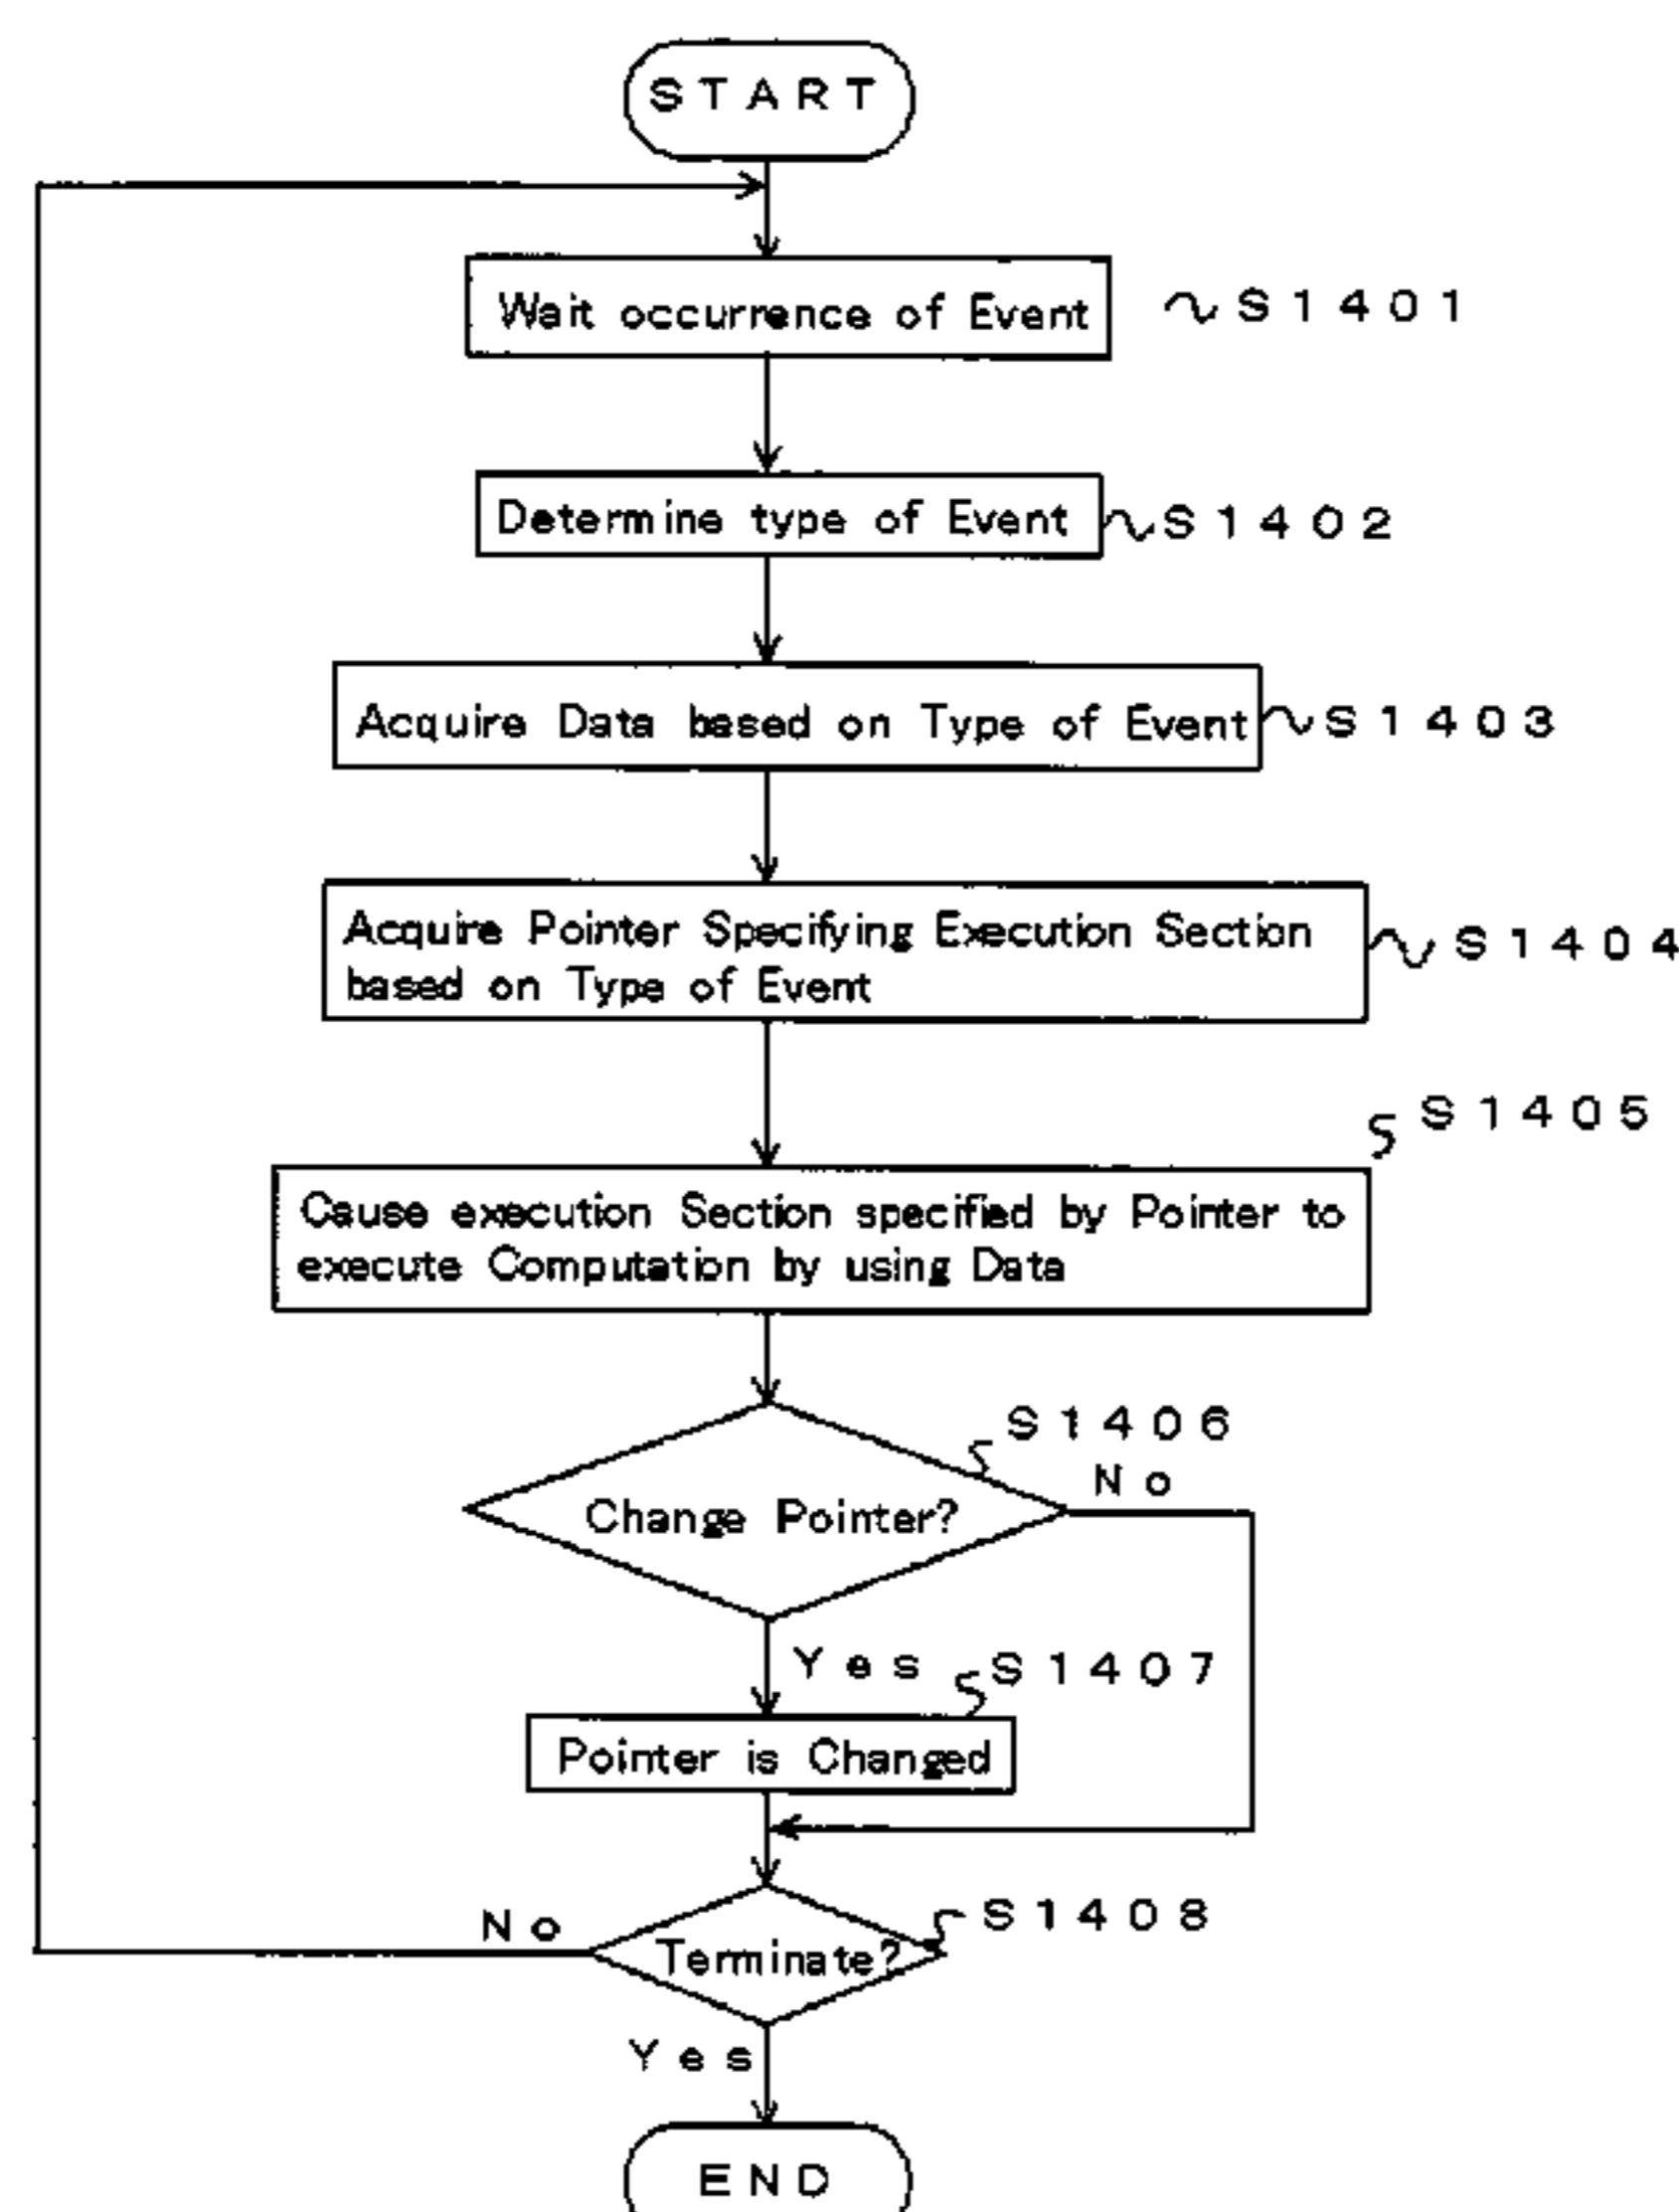 START
Wait occurrence of Event
S1401
Determine type of Event
S1402
Acquire Data based on Type of Event
S1403
Acquire Pointer Specifying Execution Section
based on Type of Event
S1404
S1405
Cause execution Section specified by Pointer to
execute Computation by using Data
S1406
No
Change Pointer?
Yes
S1407
Pointer is Changed
S1408
No
Terminate?
Yes
END